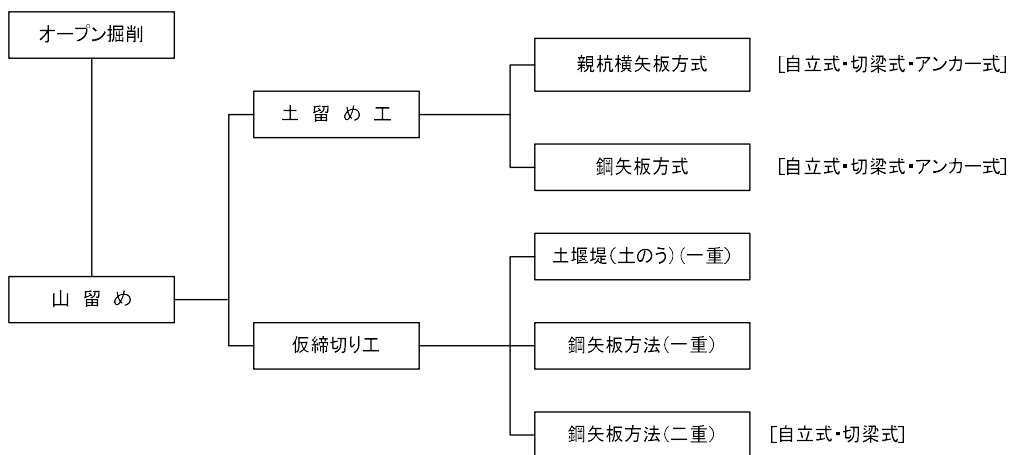 オープン掘削
親杭横矢板方式 [自立式・切梁式・アンカー式]
土 留 め 工
鋼矢板方式 [自立式・切梁式・アンカー式]
土堰堤(土のう)(一重)
山 留 め
仮締切り工
鋼矢板方法(一重)
鋼矢板方法(二重) [自立式・切梁式]